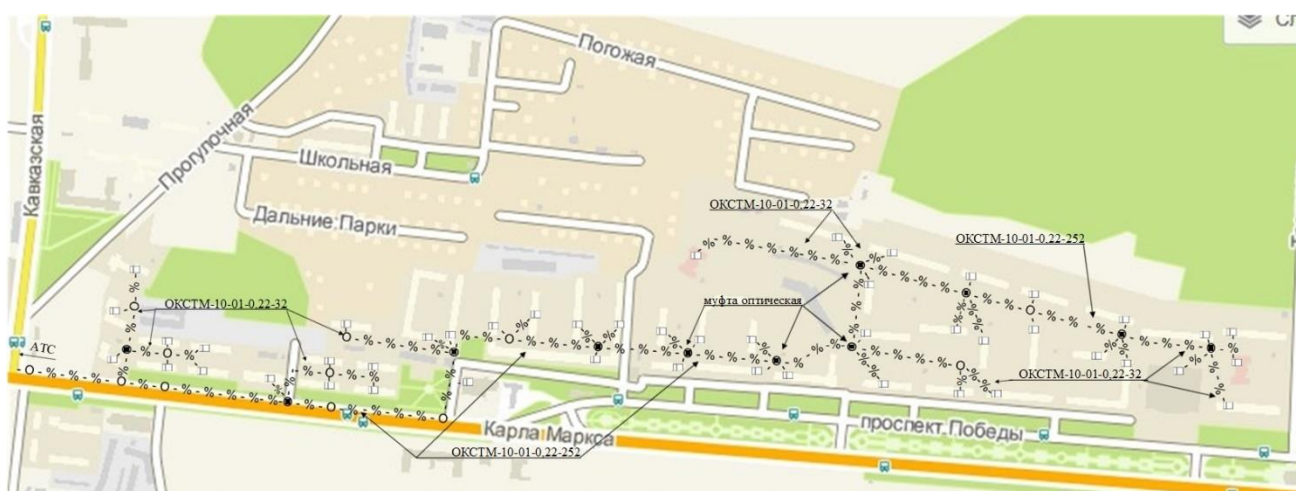 Сл
Погожая
Кавказская
Прогулочная
Школьная
Дальние Парки
ОКСТМ-10-01-0,22-32
ОКСТМ-10-01-0,22-252
ОКСТМ-10-01-0,22-32
муфта оптическая
АТС
ОКСТМ-10-01-0,22-32
Карла Маркса
проспект Победы
ОКСТМ-10-01-0,22-252